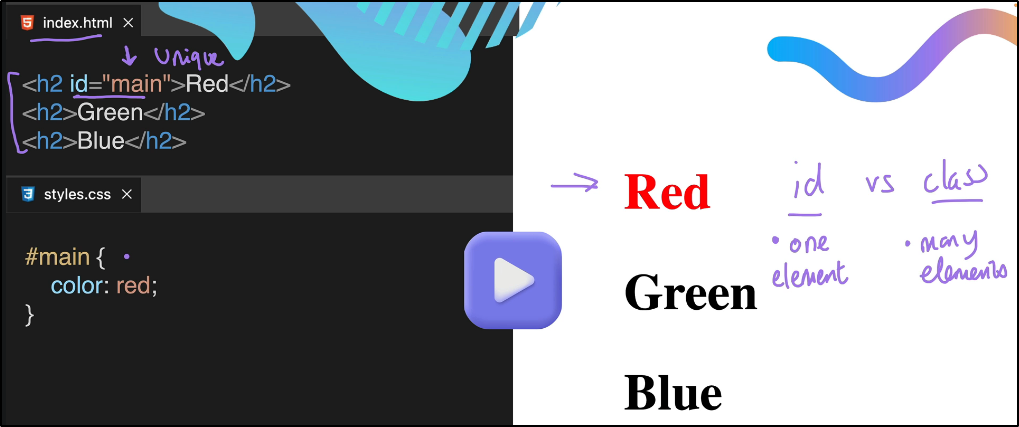 index.html ×
↓ Unique
<h2 id="main">Red</h2>
<h2>Green</h2>
<h2>Blue</h2>
styles.css ×
#main {
color: red;
}
→ Red
Green
Blue
id vs class
• one
element
• many
elements